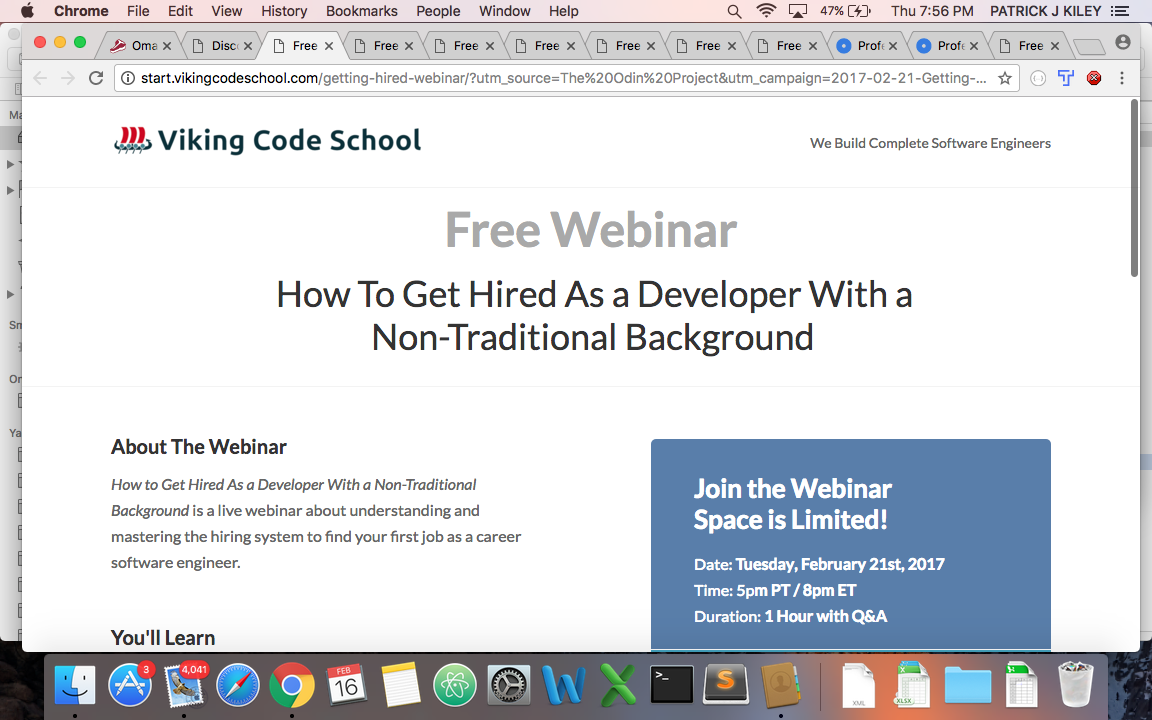 Chrome File Edit View History Bookmarks People Window Help 47% Thu 7:56 PM PATRICK J KILEY
Oma Disc Free Free Free Free Free Free Free Prof Prof Free
start.vikingcodeschool.com/getting-hired-webinar/?utm_source=The%20Odin%20Project&utm_campaign=2017-02-21-Getting-...
Viking Code School
We Build Complete Software Engineers
Free Webinar
How To Get Hired As a Developer With a
Non-Traditional Background
About The Webinar
How to Get Hired As a Developer With a Non-Traditional
Background is a live webinar about understanding and
mastering the hiring system to find your first job as a career
software engineer.
You'll Learn
Join the Webinar
Space is Limited!
Date: Tuesday, February 21st, 2017
Time: 5pm PT / 8pm ET
Duration: 1 Hour with Q&A
Ma
Sm
On
Ya
3
4,041
FEB
16
XML
XLSX